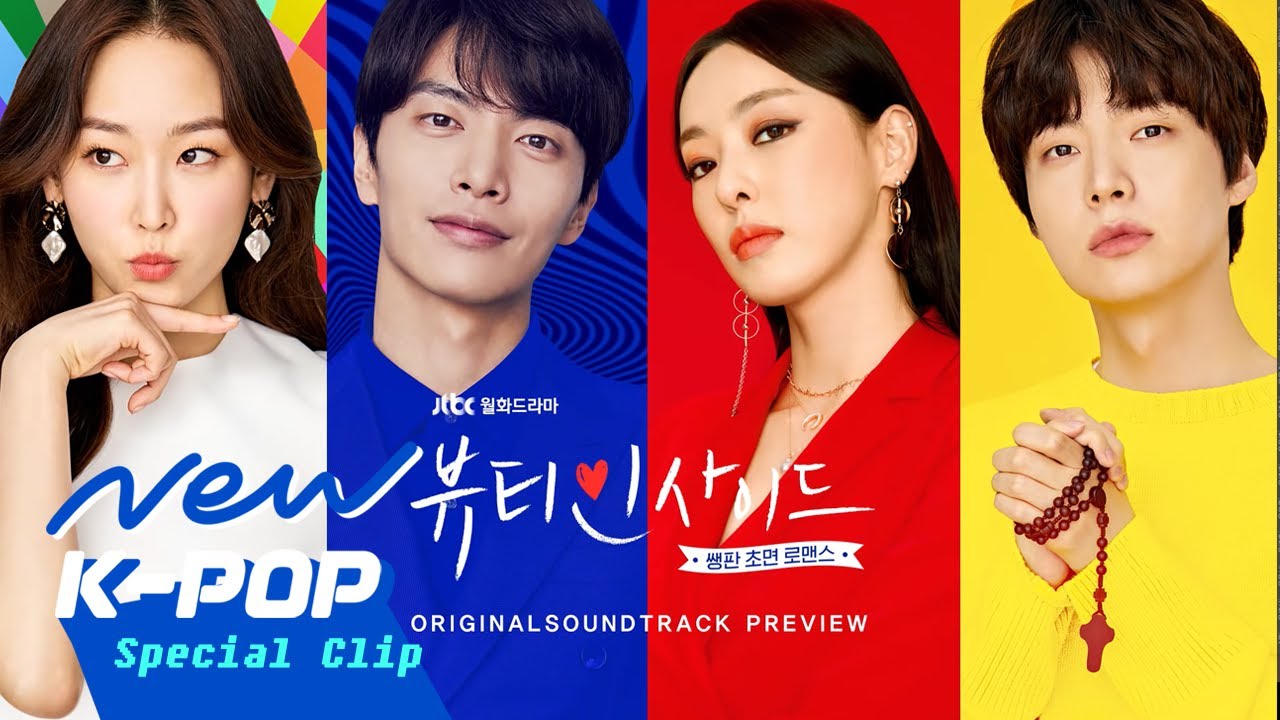 Jtbc 월화드라마
뷰티인사이드
• 쌩판 초면 로맨스 •
New
K-POP
Special Clip
ORIGINALSOUNDTRACK PREVIEW